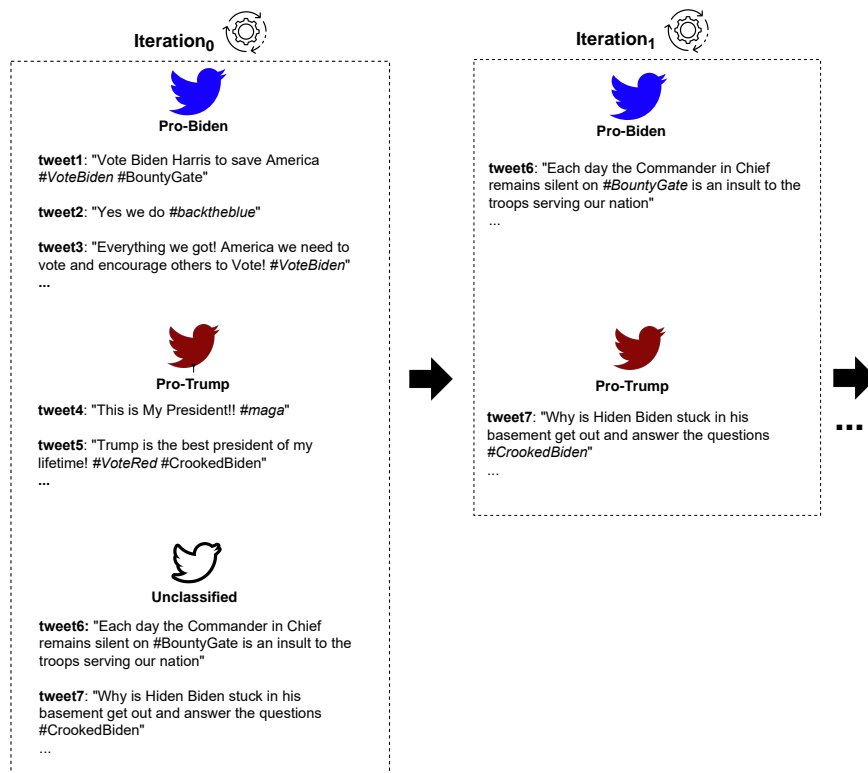 Iteration0
Pro-Biden
tweet1: "Vote Biden Harris to save America
#VoteBiden #BountyGate"
tweet2: "Yes we do #backtheblue"
tweet3: "Everything we got! America we need to
vote and encourage others to Vote! #VoteBiden"
...
Pro-Trump
tweet4: "This is My President!! #maga"
tweet5: "Trump is the best president of my
lifetime! #VoteRed #CrookedBiden"
...
Unclassified
tweet6: "Each day the Commander in Chief
remains silent on #BountyGate is an insult to the
troops serving our nation"
tweet7: "Why is Hiden Biden stuck in his
basement get out and answer the questions
#CrookedBiden"
...
Iteration1
Pro-Biden
tweet6: "Each day the Commander in Chief
remains silent on #BountyGate is an insult to the
troops serving our nation"
...
Pro-Trump
tweet7: "Why is Hiden Biden stuck in his
basement get out and answer the questions
#CrookedBiden"
...
...